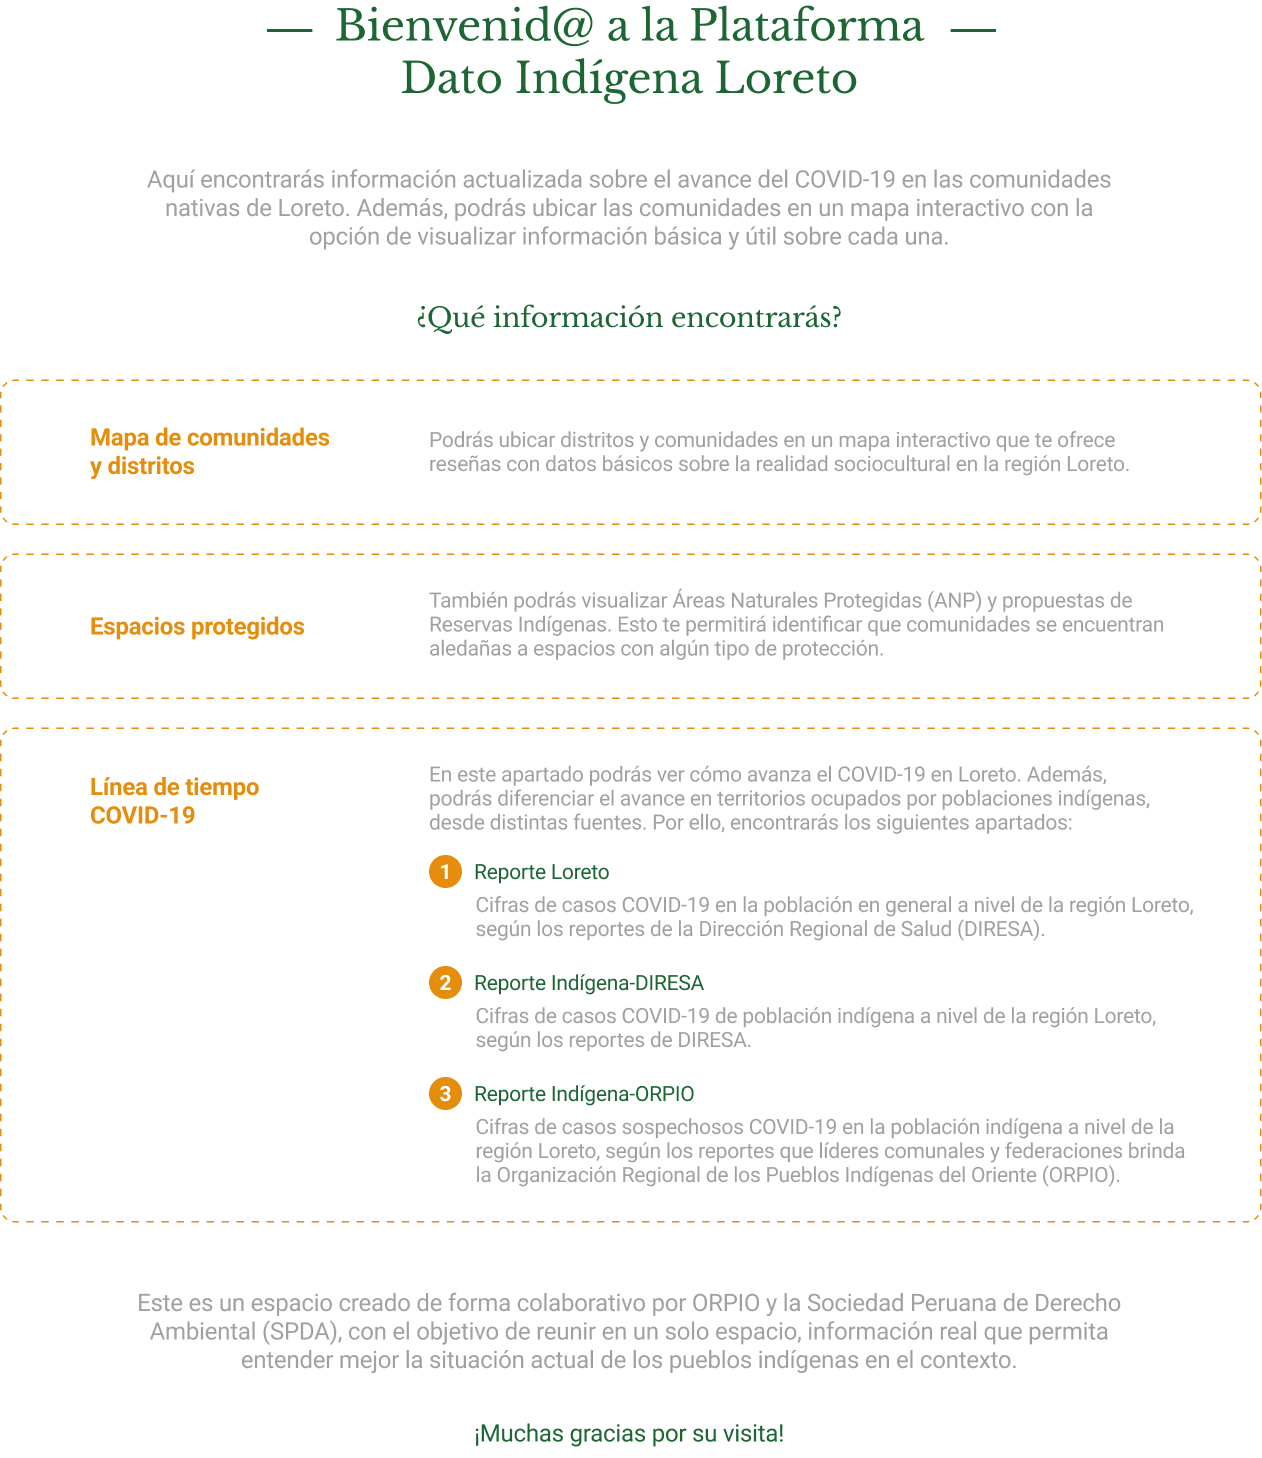 Bienvenid@ a la Plataforma
Dato Indígena Loreto
Aquí encontrarás información actualizada sobre el avance del COVID-19 en las comunidades
nativas de Loreto. Además, podrás ubicar las comunidades en un mapa interactivo con la
opción de visualizar información básica y útil sobre cada una.
¿Qué información encontrarás?
Mapa de comunidades
y distritos
Podrás ubicar distritos y comunidades en un mapa interactivo que te ofrece
reseñas con datos básicos sobre la realidad sociocultural en la región Loreto.
Espacios protegidos
También podrás visualizar Áreas Naturales Protegidas (ANP) y propuestas de
Reservas Indígenas. Esto te permitirá identificar que comunidades se encuentran
aledañas a espacios con algún tipo de protección.
Línea de tiempo
COVID-19
En este apartado podrás ver cómo avanza el COVID-19 en Loreto. Además,
podrás diferenciar el avance en territorios ocupados por poblaciones indígenas,
desde distintas fuentes. Por ello, encontrarás los siguientes apartados:
1 Reporte Loreto
Cifras de casos COVID-19 en la población en general a nivel de la región Loreto,
según los reportes de la Dirección Regional de Salud (DIRESA).
2 Reporte Indígena-DIRESA
Cifras de casos COVID-19 de población indígena a nivel de la región Loreto,
según los reportes de DIRESA.
3 Reporte Indígena-ORPIO
Cifras de casos sospechosos COVID-19 en la población indígena a nivel de la
región Loreto, según los reportes que líderes comunales y federaciones brinda
la Organización Regional de los Pueblos Indígenas del Oriente (ORPIO).
Este es un espacio creado de forma colaborativo por ORPIO y la Sociedad Peruana de Derecho
Ambiental (SPDA), con el objetivo de reunir en un solo espacio, información real que permita
entender mejor la situación actual de los pueblos indígenas en el contexto.
¡Muchas gracias por su visita!